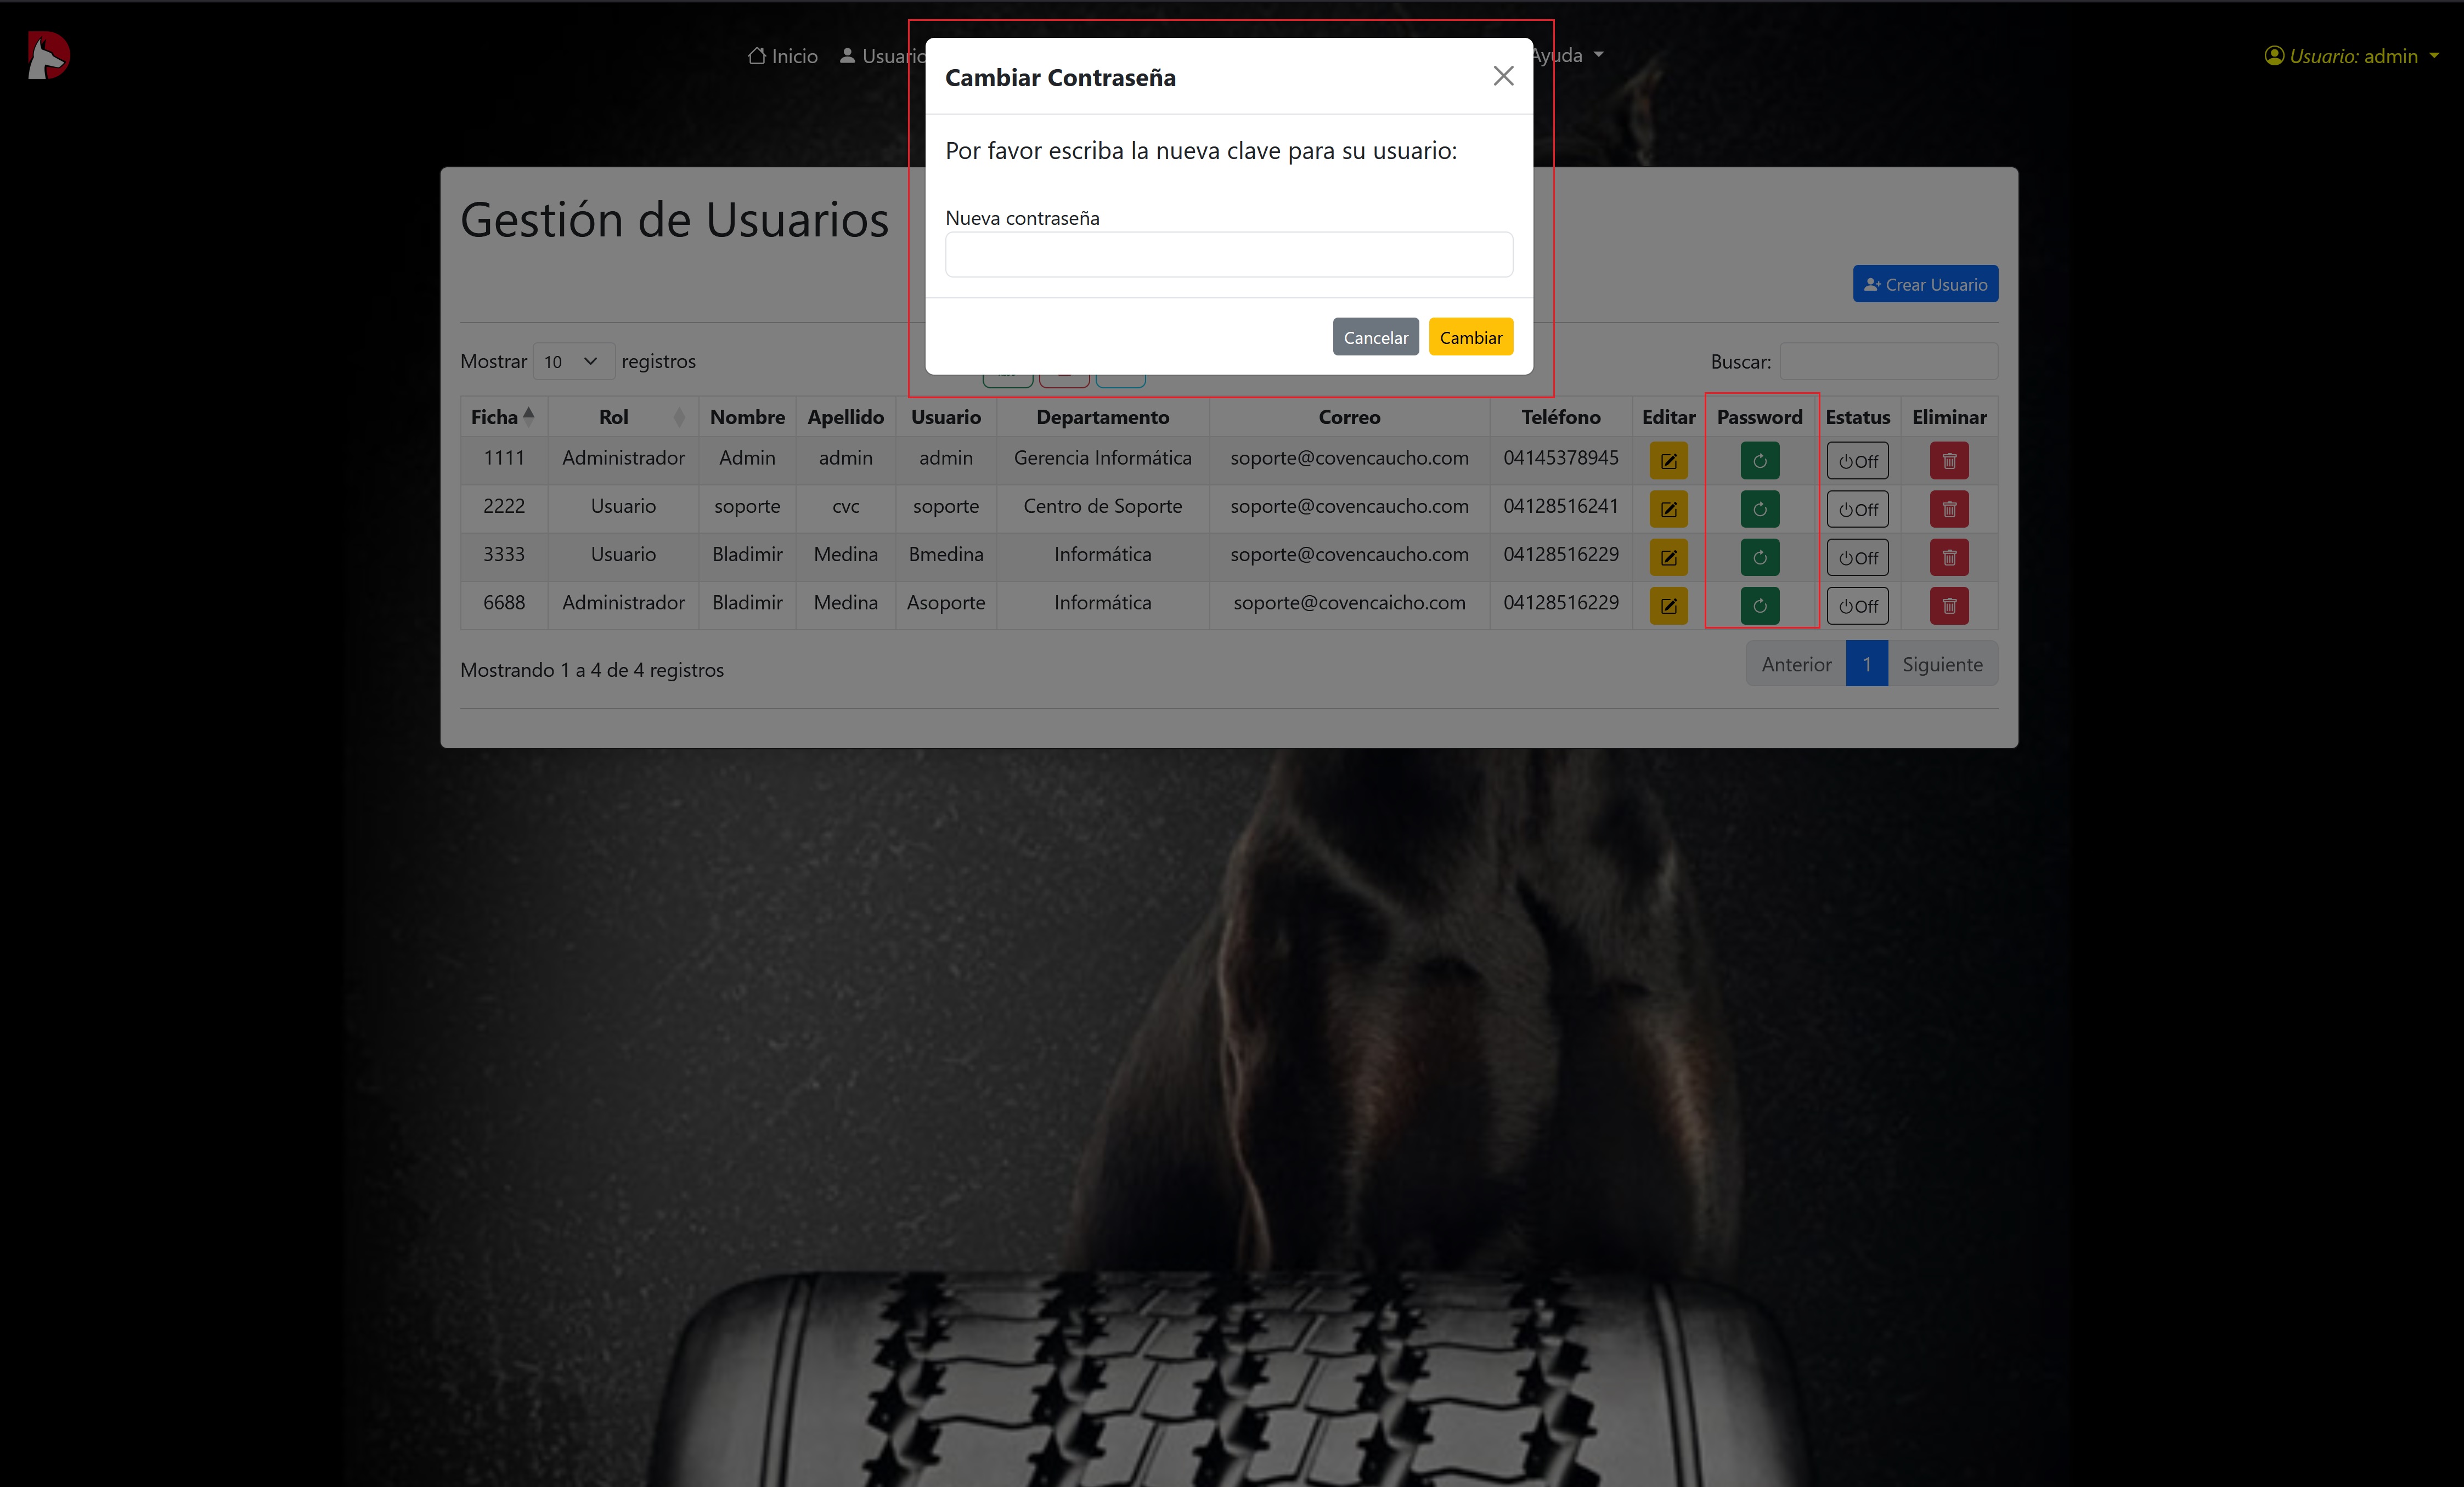 Inicio Usuario Ayuda Usuario: admin
Cambiar Contraseña
Por favor escriba la nueva clave para su usuario:
Nueva contraseña
Cancelar Cambiar
Gestión de Usuarios
Crear Usuario
Mostrar 10 registros Buscar:
Ficha Rol Nombre Apellido Usuario Departamento Correo Teléfono Editar Password Estatus Eliminar
1111 Administrador Admin admin admin Gerencia Informática soporte@covencaucho.com 04145378945 Off
2222 Usuario soporte cvc soporte Centro de Soporte soporte@covencaucho.com 04128516241 Off
3333 Usuario Bladimir Medina Bmedina Informática soporte@covencaucho.com 04128516229 Off
6688 Administrador Bladimir Medina Asoporte Informática soporte@covencaicho.com 04128516229 Off
Mostrando 1 a 4 de 4 registros Anterior 1 Siguiente